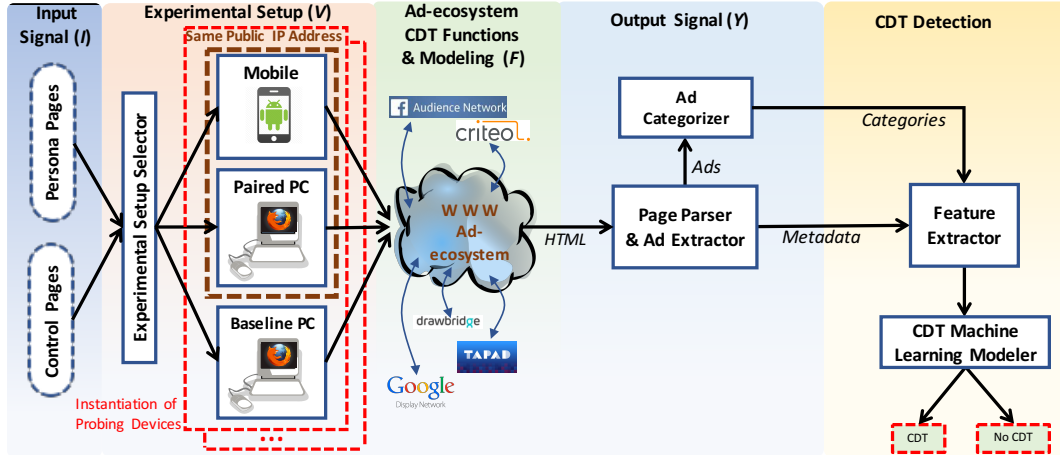 Input
Signal (I)
Persona Pages
Control Pages
Experimental Setup (V)
Experimental Setup Selector
Same Public IP Address
Mobile
Paired PC
Baseline PC
Instantiation of
Probing Devices
...
Ad-ecosystem
CDT Functions
& Modeling (F)
f Audience Network
criteo
W W W
Ad-
ecosystem
drawbridge
TAPAD
Google
Display Network
HTML
Output Signal (Y)
Ad
Categorizer
Ads
Page Parser
& Ad Extractor
Categories
Metadata
CDT Detection
Feature
Extractor
CDT Machine
Learning Modeler
CDT
No CDT